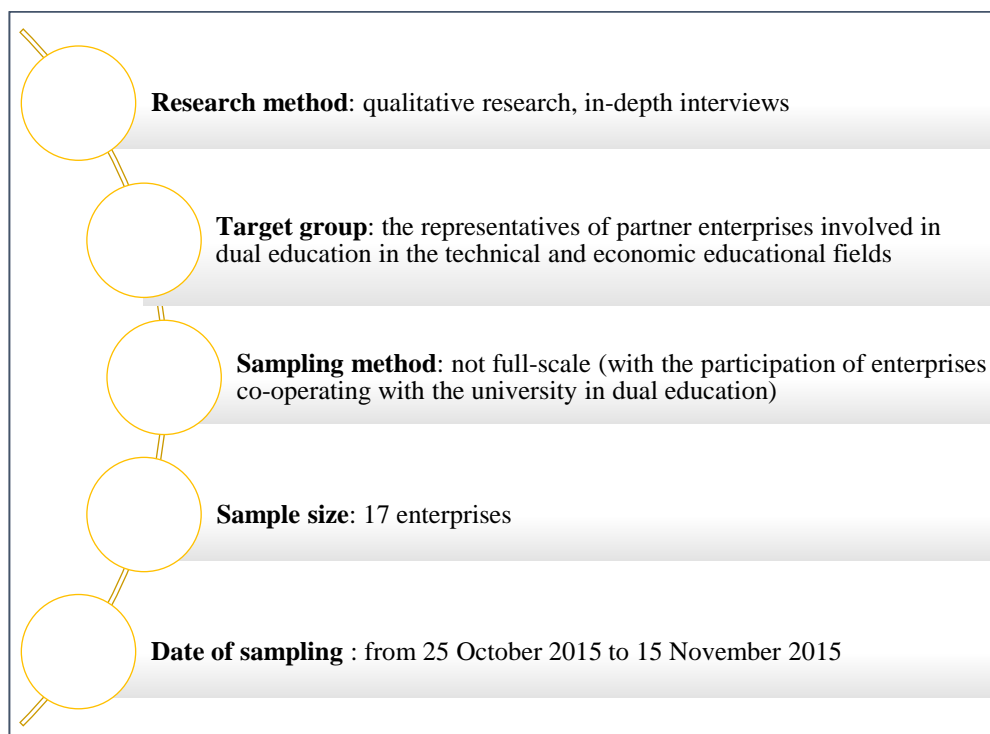 Research method: qualitative research, in-depth interviews
Target group: the representatives of partner enterprises involved in
dual education in the technical and economic educational fields
Sampling method: not full-scale (with the participation of enterprises
co-operating with the university in dual education)
Sample size: 17 enterprises
Date of sampling : from 25 October 2015 to 15 November 2015